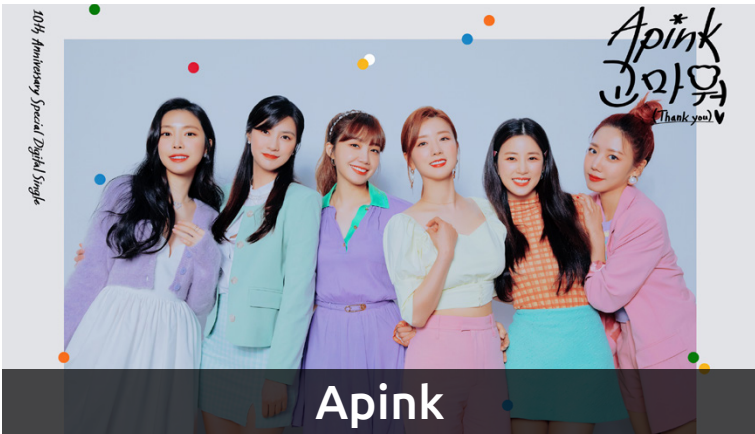 10th Anniversary Special Digital Single
Apink
고마워
(Thank you)
Apink